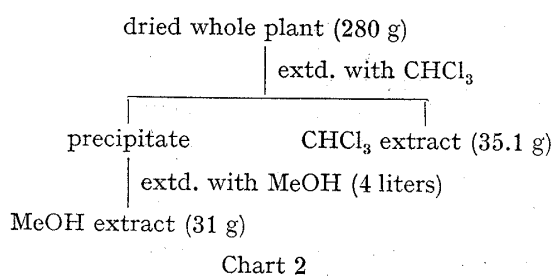 dried whole plant (280 g)
extd. with CHCl₃
precipitate CHCl₃ extract (35.1 g)
extd. with MeOH (4 liters)
MeOH extract (31 g)
Chart 2